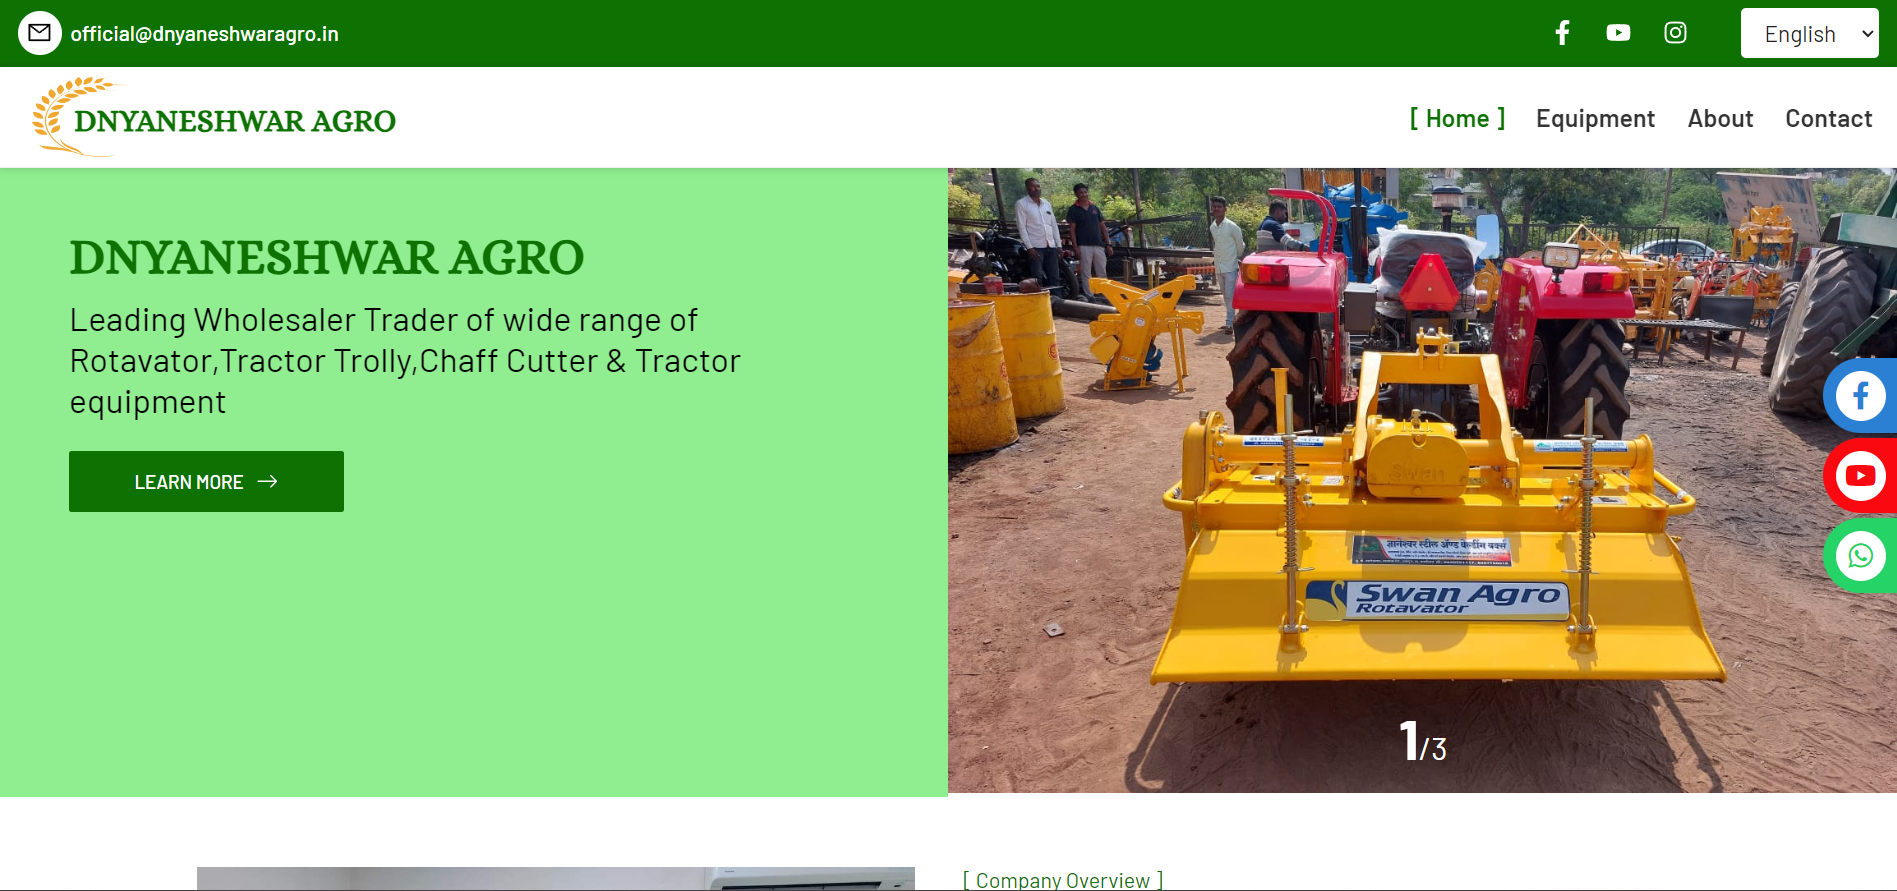 official@dnyaneshwaragro.in
English
DNYANESHWAR AGRO
[ Home ] Equipment About Contact
DNYANESHWAR AGRO
Leading Wholesaler Trader of wide range of
Rotavator,Tractor Trolly,Chaff Cutter & Tractor
equipment
LEARN MORE
Swan
ज्ञानेश्वर स्टील अॅण्ड वेल्डींग वर्क्स
Swan Agro
Rotavator
1/3
[ Company Overview ]